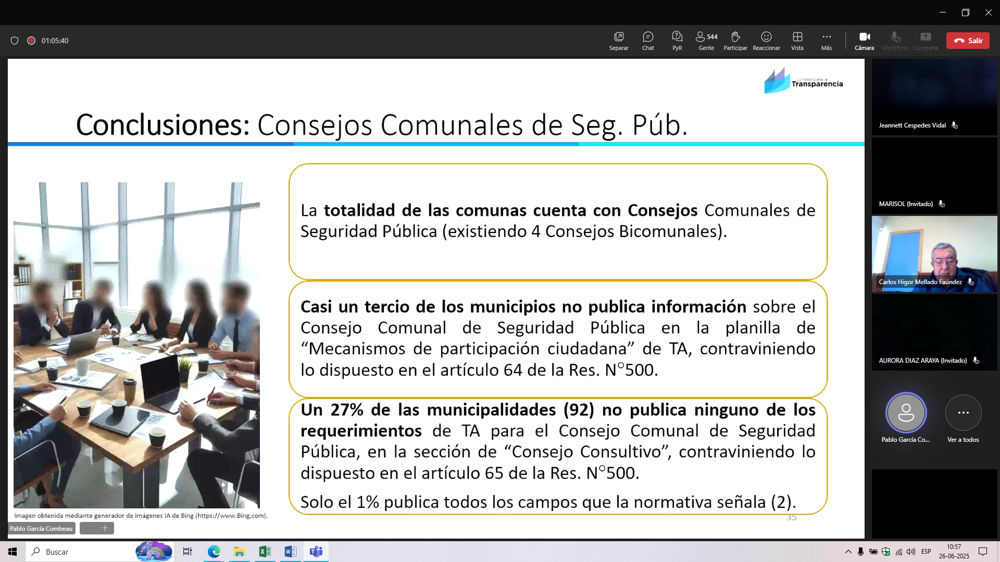 01:05:40
Separar
Chat
PyR
544
Gente
Participar
Reaccionar
Vista
Más
Cámara
Micrófono
Comparte
Salir
consejo para la
Transparencia
Conclusiones: Consejos Comunales de Seg. Púb.
La totalidad de las comunas cuenta con Consejos Comunales de
Seguridad Pública (existiendo 4 Consejos Bicomunales).
Casi un tercio de los municipios no publica información sobre el
Consejo Comunal de Seguridad Pública en la planilla de
“Mecanismos de participación ciudadana” de TA, contraviniendo
lo dispuesto en el artículo 64 de la Res. N°500.
Un 27% de las municipalidades (92) no publica ninguno de los
requerimientos de TA para el Consejo Comunal de Seguridad
Pública, en la sección de “Consejo Consultivo”, contraviniendo lo
dispuesto en el artículo 65 de la Res. N°500.
Solo el 1% publica todos los campos que la normativa señala (2).
35
Imagen obtenida mediante generador de imágenes IA de Bing (https://www.Bing,com).
Pablo García Combeau
Jeannett Cespedes Vidal
MARISOL (Invitado)
Carlos Higor Mellado Faúndez
AURORA DIAZ ARAYA (Invitado)
Pablo García Co...
Ver a todos
Buscar
ESP
10:57
26-06-2025